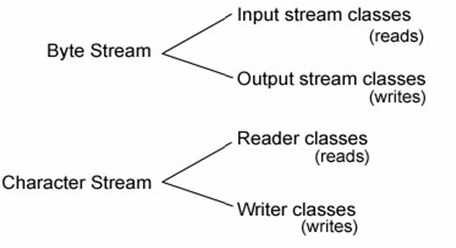 Input stream classes
(reads)
Byte Stream
Output stream classes
(writes)
Reader classes
(reads)
Character Stream
Writer classes
(writes)